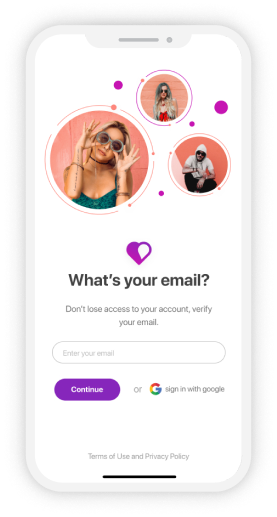 What's your email?
Don't lose access to your account, verify
your email.
Enter your email
Continue
or
sign in with google
Terms of Use and Privacy Policy